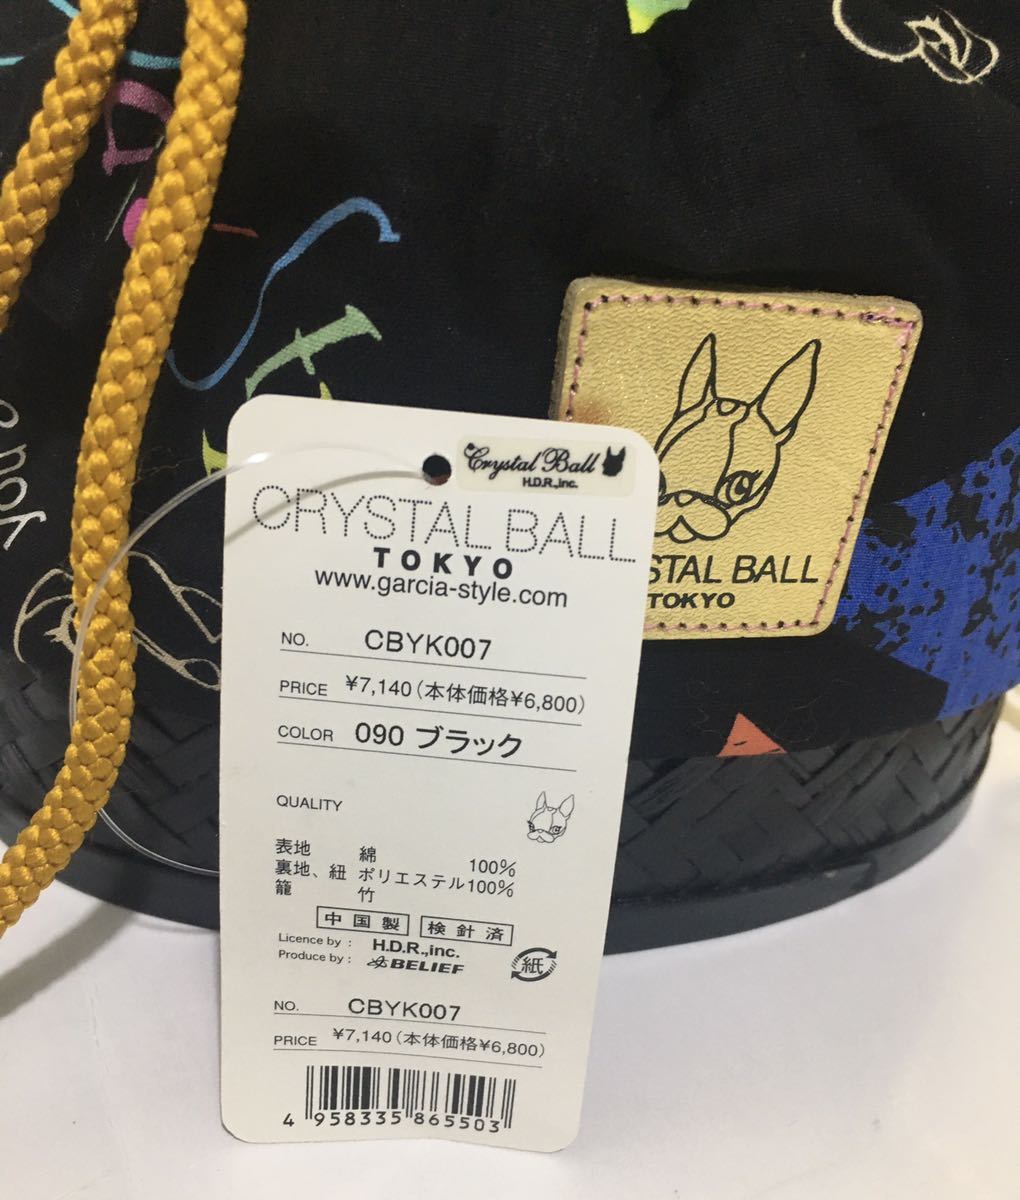 Crystal Ball
H.D.R.,inc.
CRYSTAL BALL
TOKYO
www.garcia-style.com
NO. CBYK007
PRICE ¥7,140(本体価格¥6,800)
COLOR 090 ブラック
QUALITY
表地 綿 100%
裏地、紐 ポリエステル100%
籠 竹
中国製 検針済
Licence by : H.D.R.,inc.
Produce by : BELIEF
紙
NO. CBYK007
PRICE ¥7,140(本体価格¥6,800)
4 958335 865503
STAL BALL
TOKYO